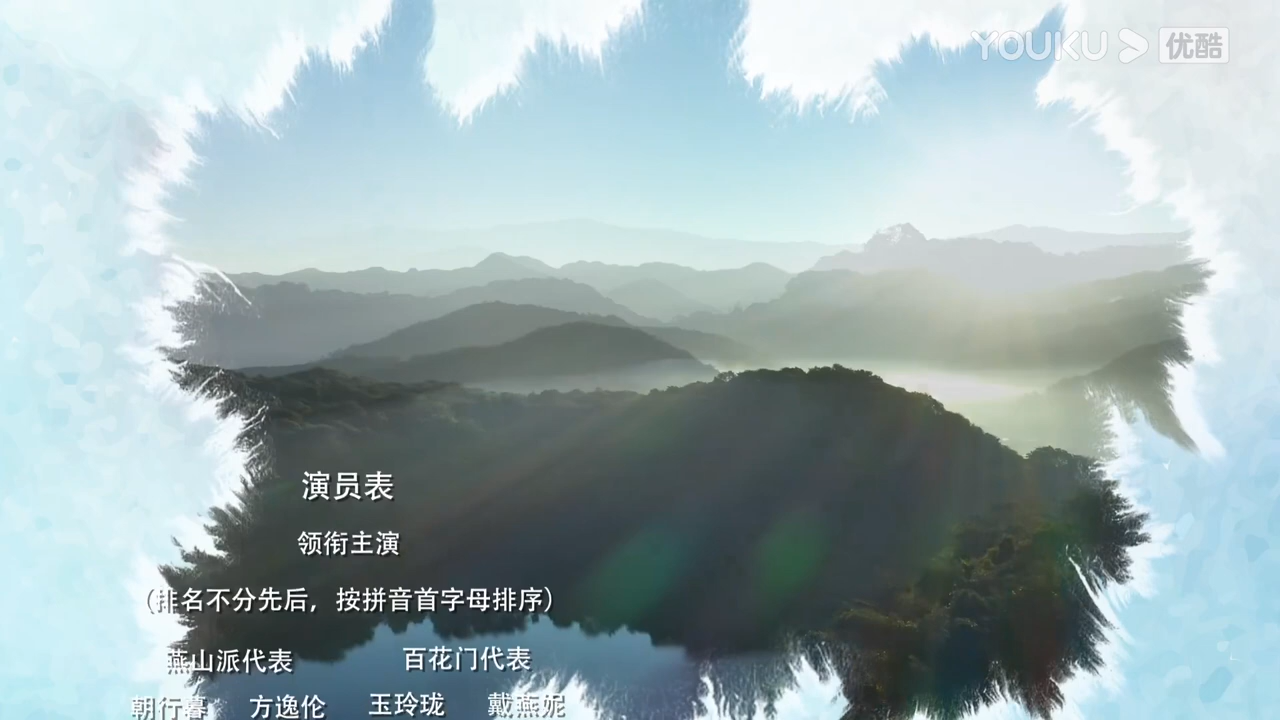 YOUKU 优酷
演员表
领衔主演
(排名不分先后，按拼音首字母排序)
燕山派代表 百花门代表
朝行暮 方逸伦 玉玲珑 戴燕妮